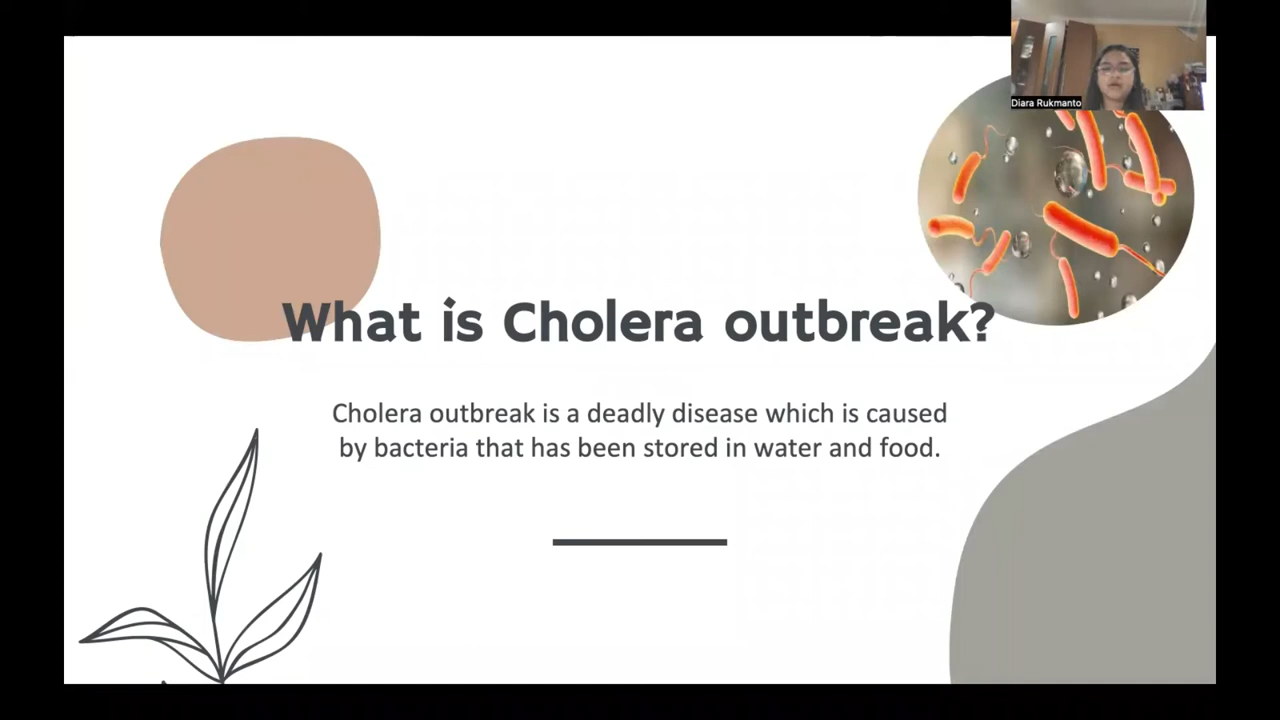 Diara Rukmanto
What is Cholera outbreak?
Cholera outbreak is a deadly disease which is caused
by bacteria that has been stored in water and food.